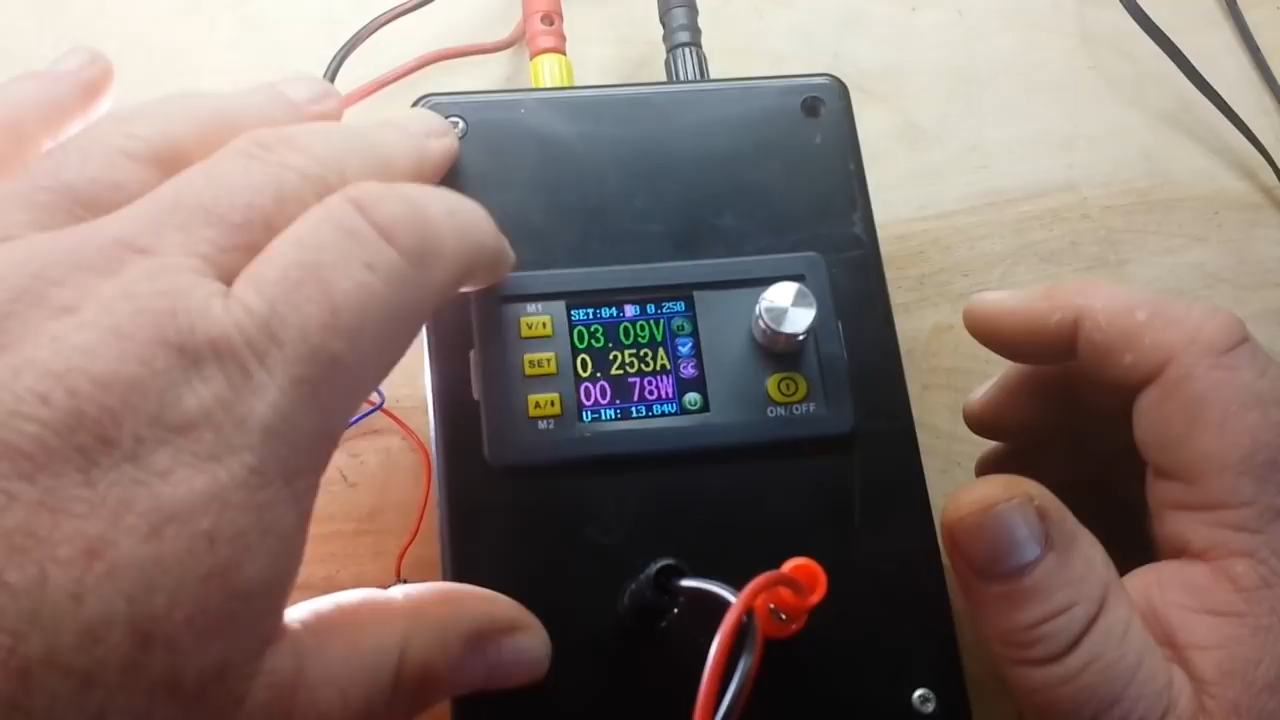 M1
V/⬆
SET
A/⬇
M2
SET:04.10 0.250
03.09V
0.253A
00.78W
CC
U-IN: 13.84V
ON/OFF